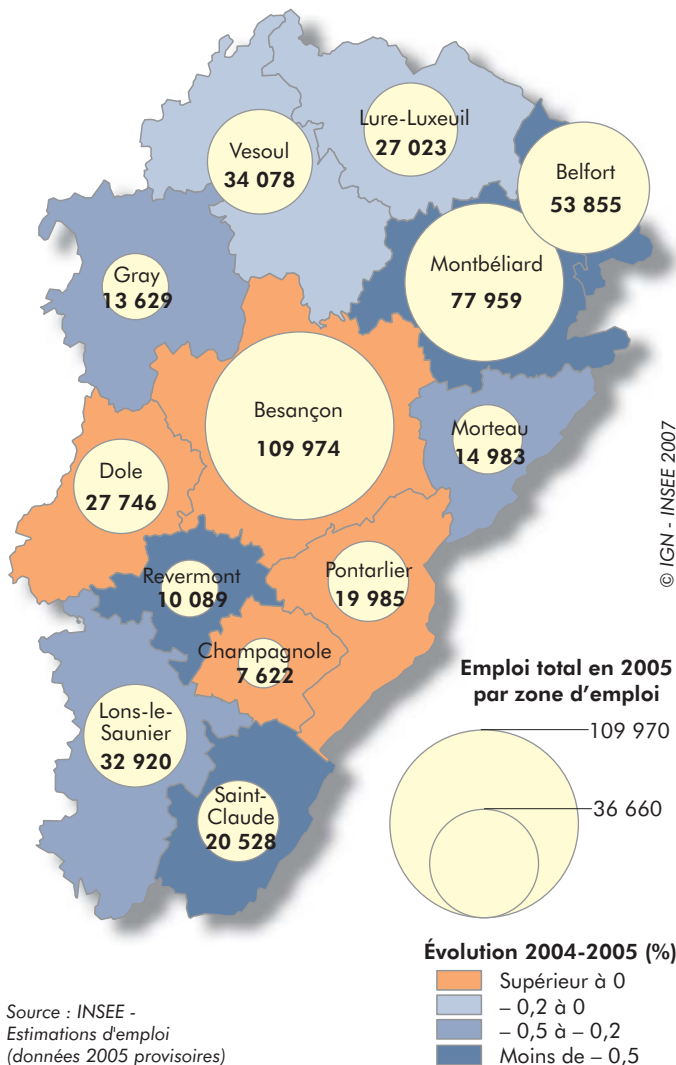 Lure-Luxeuil
27 023
Vesoul
34 078
Belfort
53 855
Montbéliard
77 959
Gray
13 629
Besançon
109 974
Morteau
14 983
Dole
27 746
Revermont
10 089
Pontarlier
19 985
Champagnole
7 622
Lons-le-
Saunier
32 920
Saint-
Claude
20 528
© IGN - INSEE 2007
Emploi total en 2005
par zone d'emploi
109 970
36 660
Évolution 2004-2005 (%)
Supérieur à 0
– 0,2 à 0
– 0,5 à – 0,2
Moins de – 0,5
Source : INSEE -
Estimations d'emploi
(données 2005 provisoires)